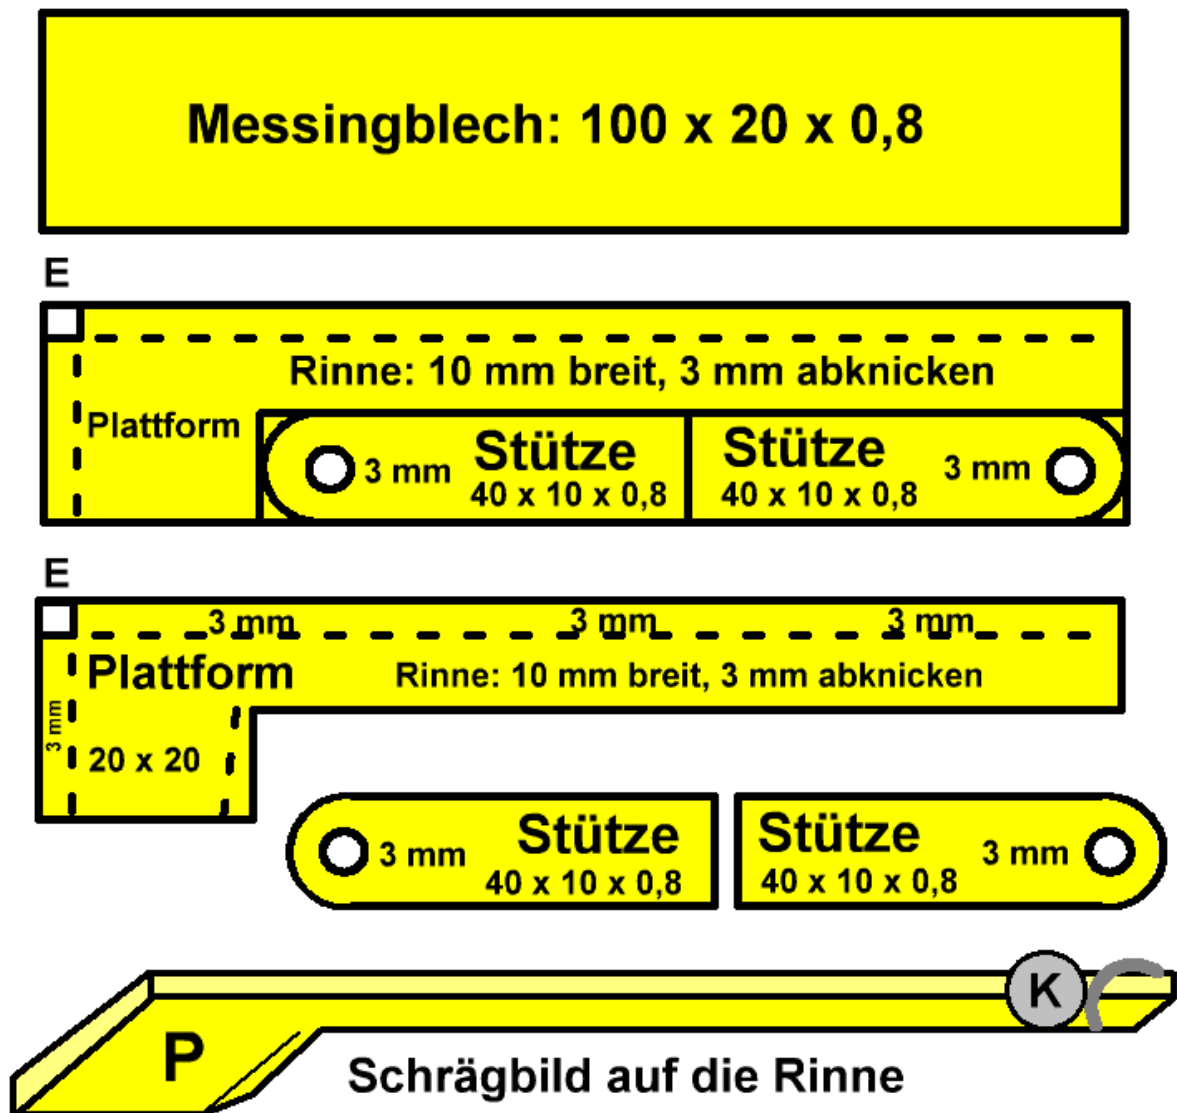 Messingblech: 100 x 20 x 0,8
E
Rinne: 10 mm breit, 3 mm abknicken
Plattform
3 mm
Stütze
40 x 10 x 0,8
Stütze
40 x 10 x 0,8
3 mm
E
3 mm
3 mm
3 mm
Plattform
Rinne: 10 mm breit, 3 mm abknicken
3 mm
20 x 20
3 mm
Stütze
40 x 10 x 0,8
Stütze
40 x 10 x 0,8
3 mm
K
P
Schrägbild auf die Rinne